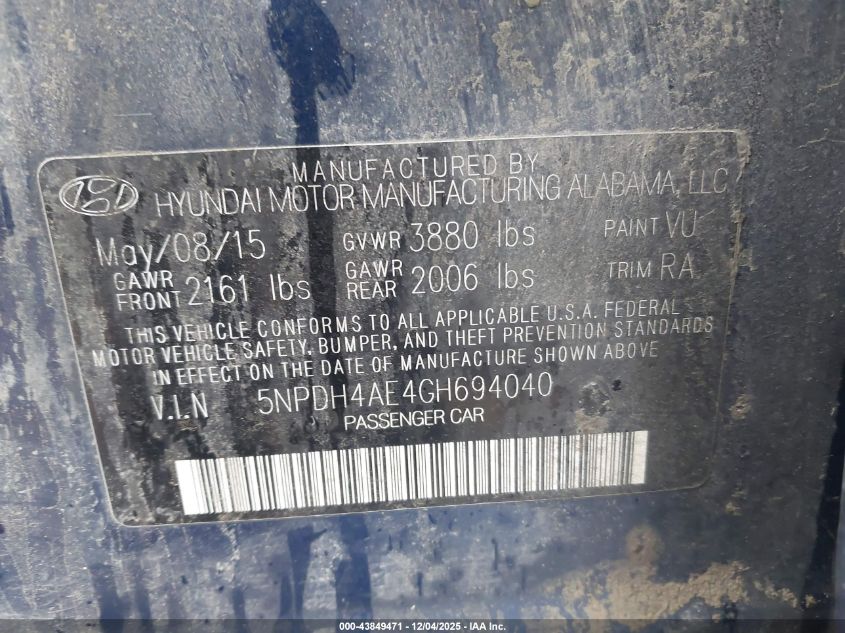 MANUFACTURED BY
HYUNDAI MOTOR MANUFACTURING ALABAMA, LLC
May/08/15 GVWR 3880 lbs PAINT VU
GAWR FRONT 2161 lbs GAWR REAR 2006 lbs TRIM RA
THIS VEHICLE CONFORMS TO ALL APPLICABLE U.S.A. FEDERAL
MOTOR VEHICLE SAFETY, BUMPER, AND THEFT PREVENTION STANDARDS
IN EFFECT ON THE DATE OF MANUFACTURE SHOWN ABOVE
V.I.N 5NPDH4AE4GH694040
PASSENGER CAR
000-43849471 - 12/04/2025 - IAA Inc.